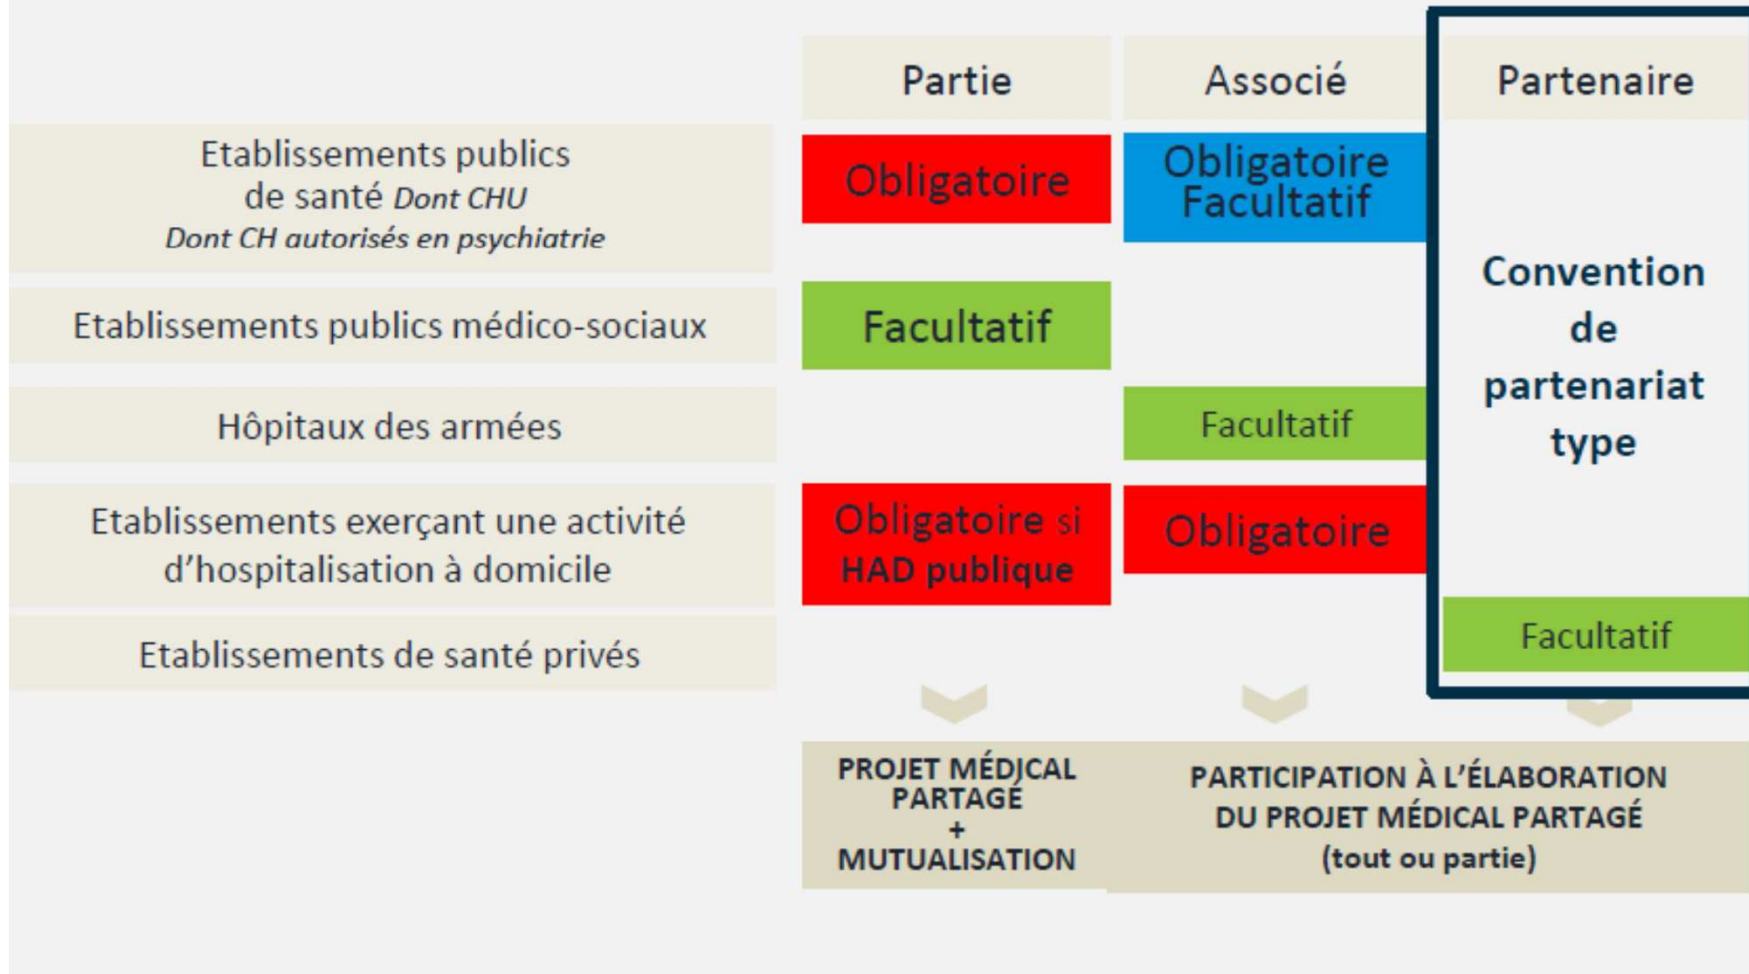 Partie
Associé
Partenaire
Etablissements publics
de santé Dont CHU
Dont CH autorisés en psychiatrie
Obligatoire
Obligatoire
Facultatif
Convention
de
partenariat
type
Etablissements publics médico-sociaux
Facultatif
Hôpitaux des armées
Facultatif
Etablissements exerçant une activité
d’hospitalisation à domicile
Obligatoire si
HAD publique
Obligatoire
Etablissements de santé privés
Facultatif
PROJET MÉDICAL
PARTAGÉ
+
MUTUALISATION
PARTICIPATION À L’ÉLABORATION
DU PROJET MÉDICAL PARTAGÉ
(tout ou partie)